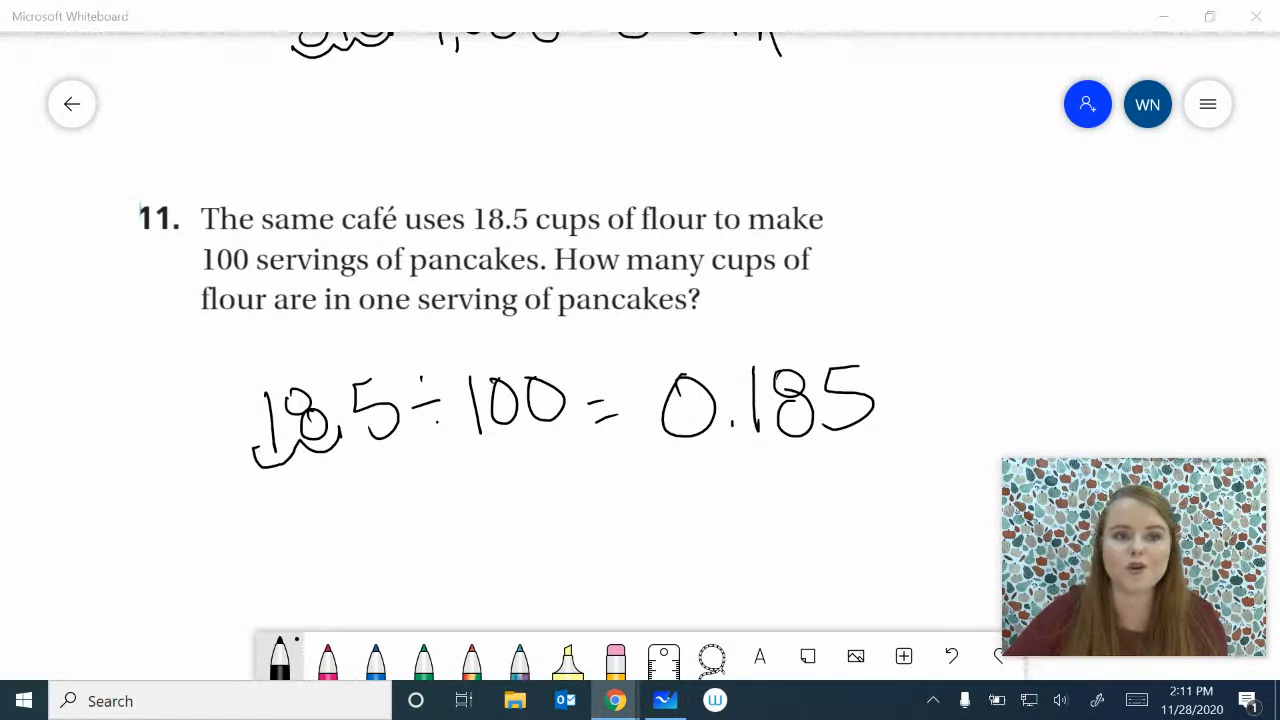 Microsoft Whiteboard
WN
11. The same café uses 18.5 cups of flour to make
100 servings of pancakes. How many cups of
flour are in one serving of pancakes?
18.5 ÷ 100 = 0.185
A
Search
W
2:11 PM
11/28/2020
1